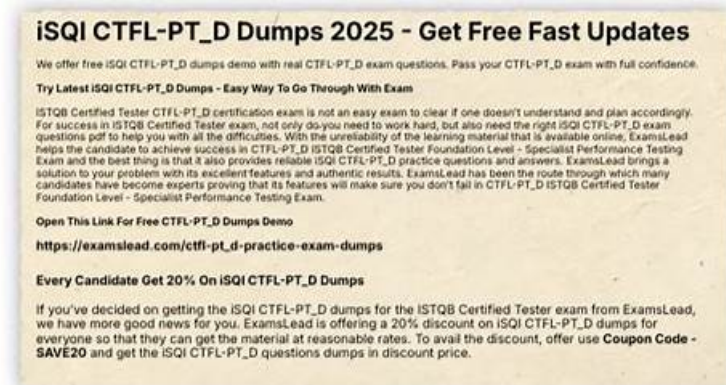 iSQI CTFL-PT_D Dumps 2025 - Get Free Fast Updates
We offer free iSQI CTFL-PT_D dumps demo with real CTFL-PT_D exam questions. Pass your CTFL-PT_D exam with full confidence.
Try Latest iSQI CTFL-PT_D Dumps - Easy Way To Go Through With Exam
ISTQB Certified Tester CTFL-PT_D certification exam is not an easy exam to clear if one doesn't understand and plan accordingly.
For success in ISTQB Certified Tester exam, not only do you need to work hard, but also need the right iSQI CTFL-PT_D exam
questions pdf to help you with all the difficulties. With the unreliability of the learning material that is available online, ExamsLead
helps the candidate to achieve success in CTFL-PT_D ISTQB Certified Tester Foundation Level - Specialist Performance Testing
Exam and the best thing is that it also provides reliable iSQI CTFL-PT_D practice questions and answers. ExamsLead brings a
solution to your problem with its excellent features and authentic results. ExamsLead has been the route through which many
candidates have become experts proving that its features will make sure you don't fail in CTFL-PT_D ISTQB Certified Tester
Foundation Level - Specialist Performance Testing Exam.
Open This Link For Free CTFL-PT_D Dumps Demo
https://examslead.com/ctfl-pt_d-practice-exam-dumps
Every Candidate Get 20% On iSQI CTFL-PT_D Dumps
If you've decided on getting the iSQI CTFL-PT_D dumps for the ISTQB Certified Tester exam from ExamsLead,
we have more good news for you. ExamsLead is offering a 20% discount on iSQI CTFL-PT_D dumps for
everyone so that they can get the material at reasonable rates. To avail the discount, offer use Coupon Code -
SAVE20 and get the iSQI CTFL-PT_D questions dumps in discount price.